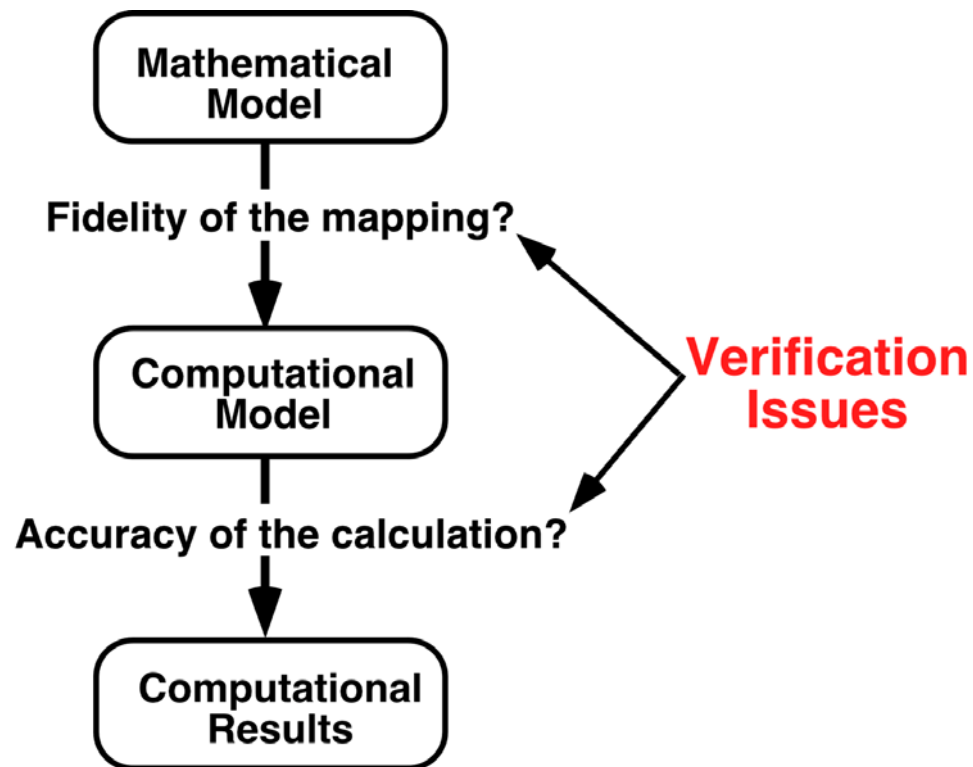 Mathematical
Model
Fidelity of the mapping?
Computational
Model
Verification
Issues
Accuracy of the calculation?
Computational
Results